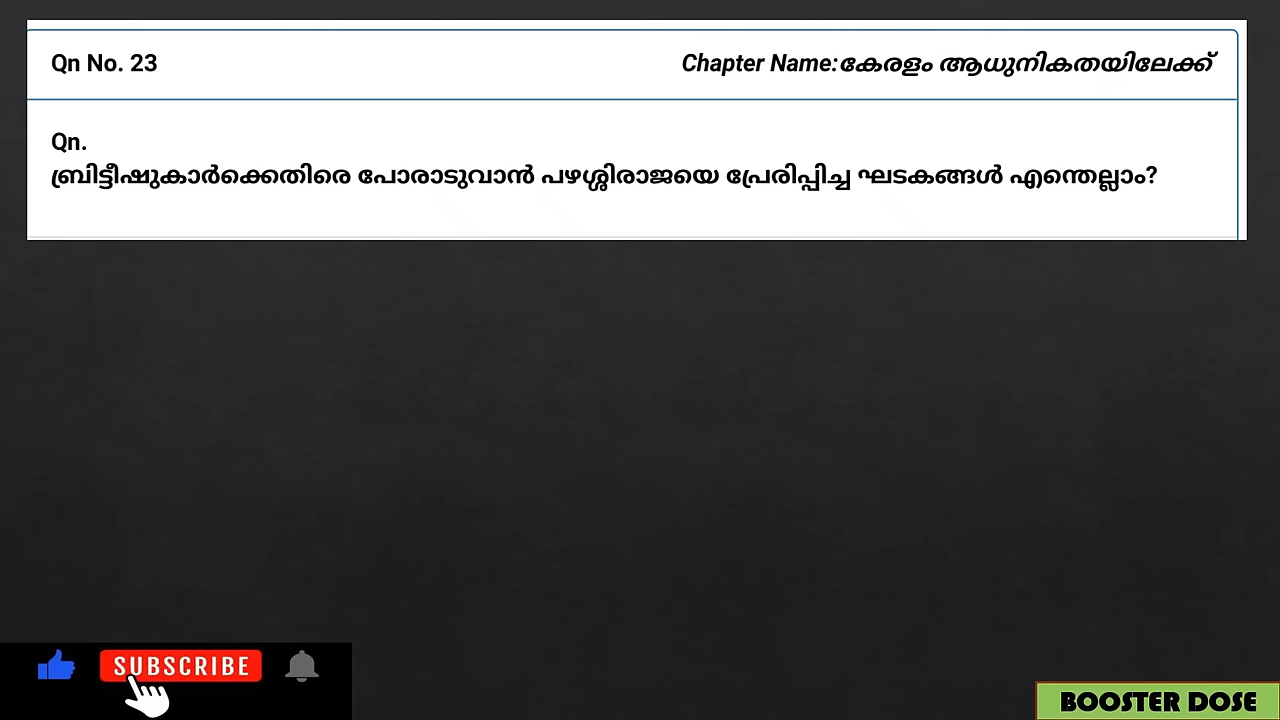 Qn No. 23
Chapter Name:കേരളം ആധുനികതയിലേക്ക്
Qn.
ബ്രിട്ടീഷുകാർക്കെതിരെ പോരാടുവാൻ പഴശ്ശിരാജയെ പ്രേരിപ്പിച്ച ഘടകങ്ങൾ എന്തെല്ലാം?
SUBSCRIBE
BOOSTER DOSE